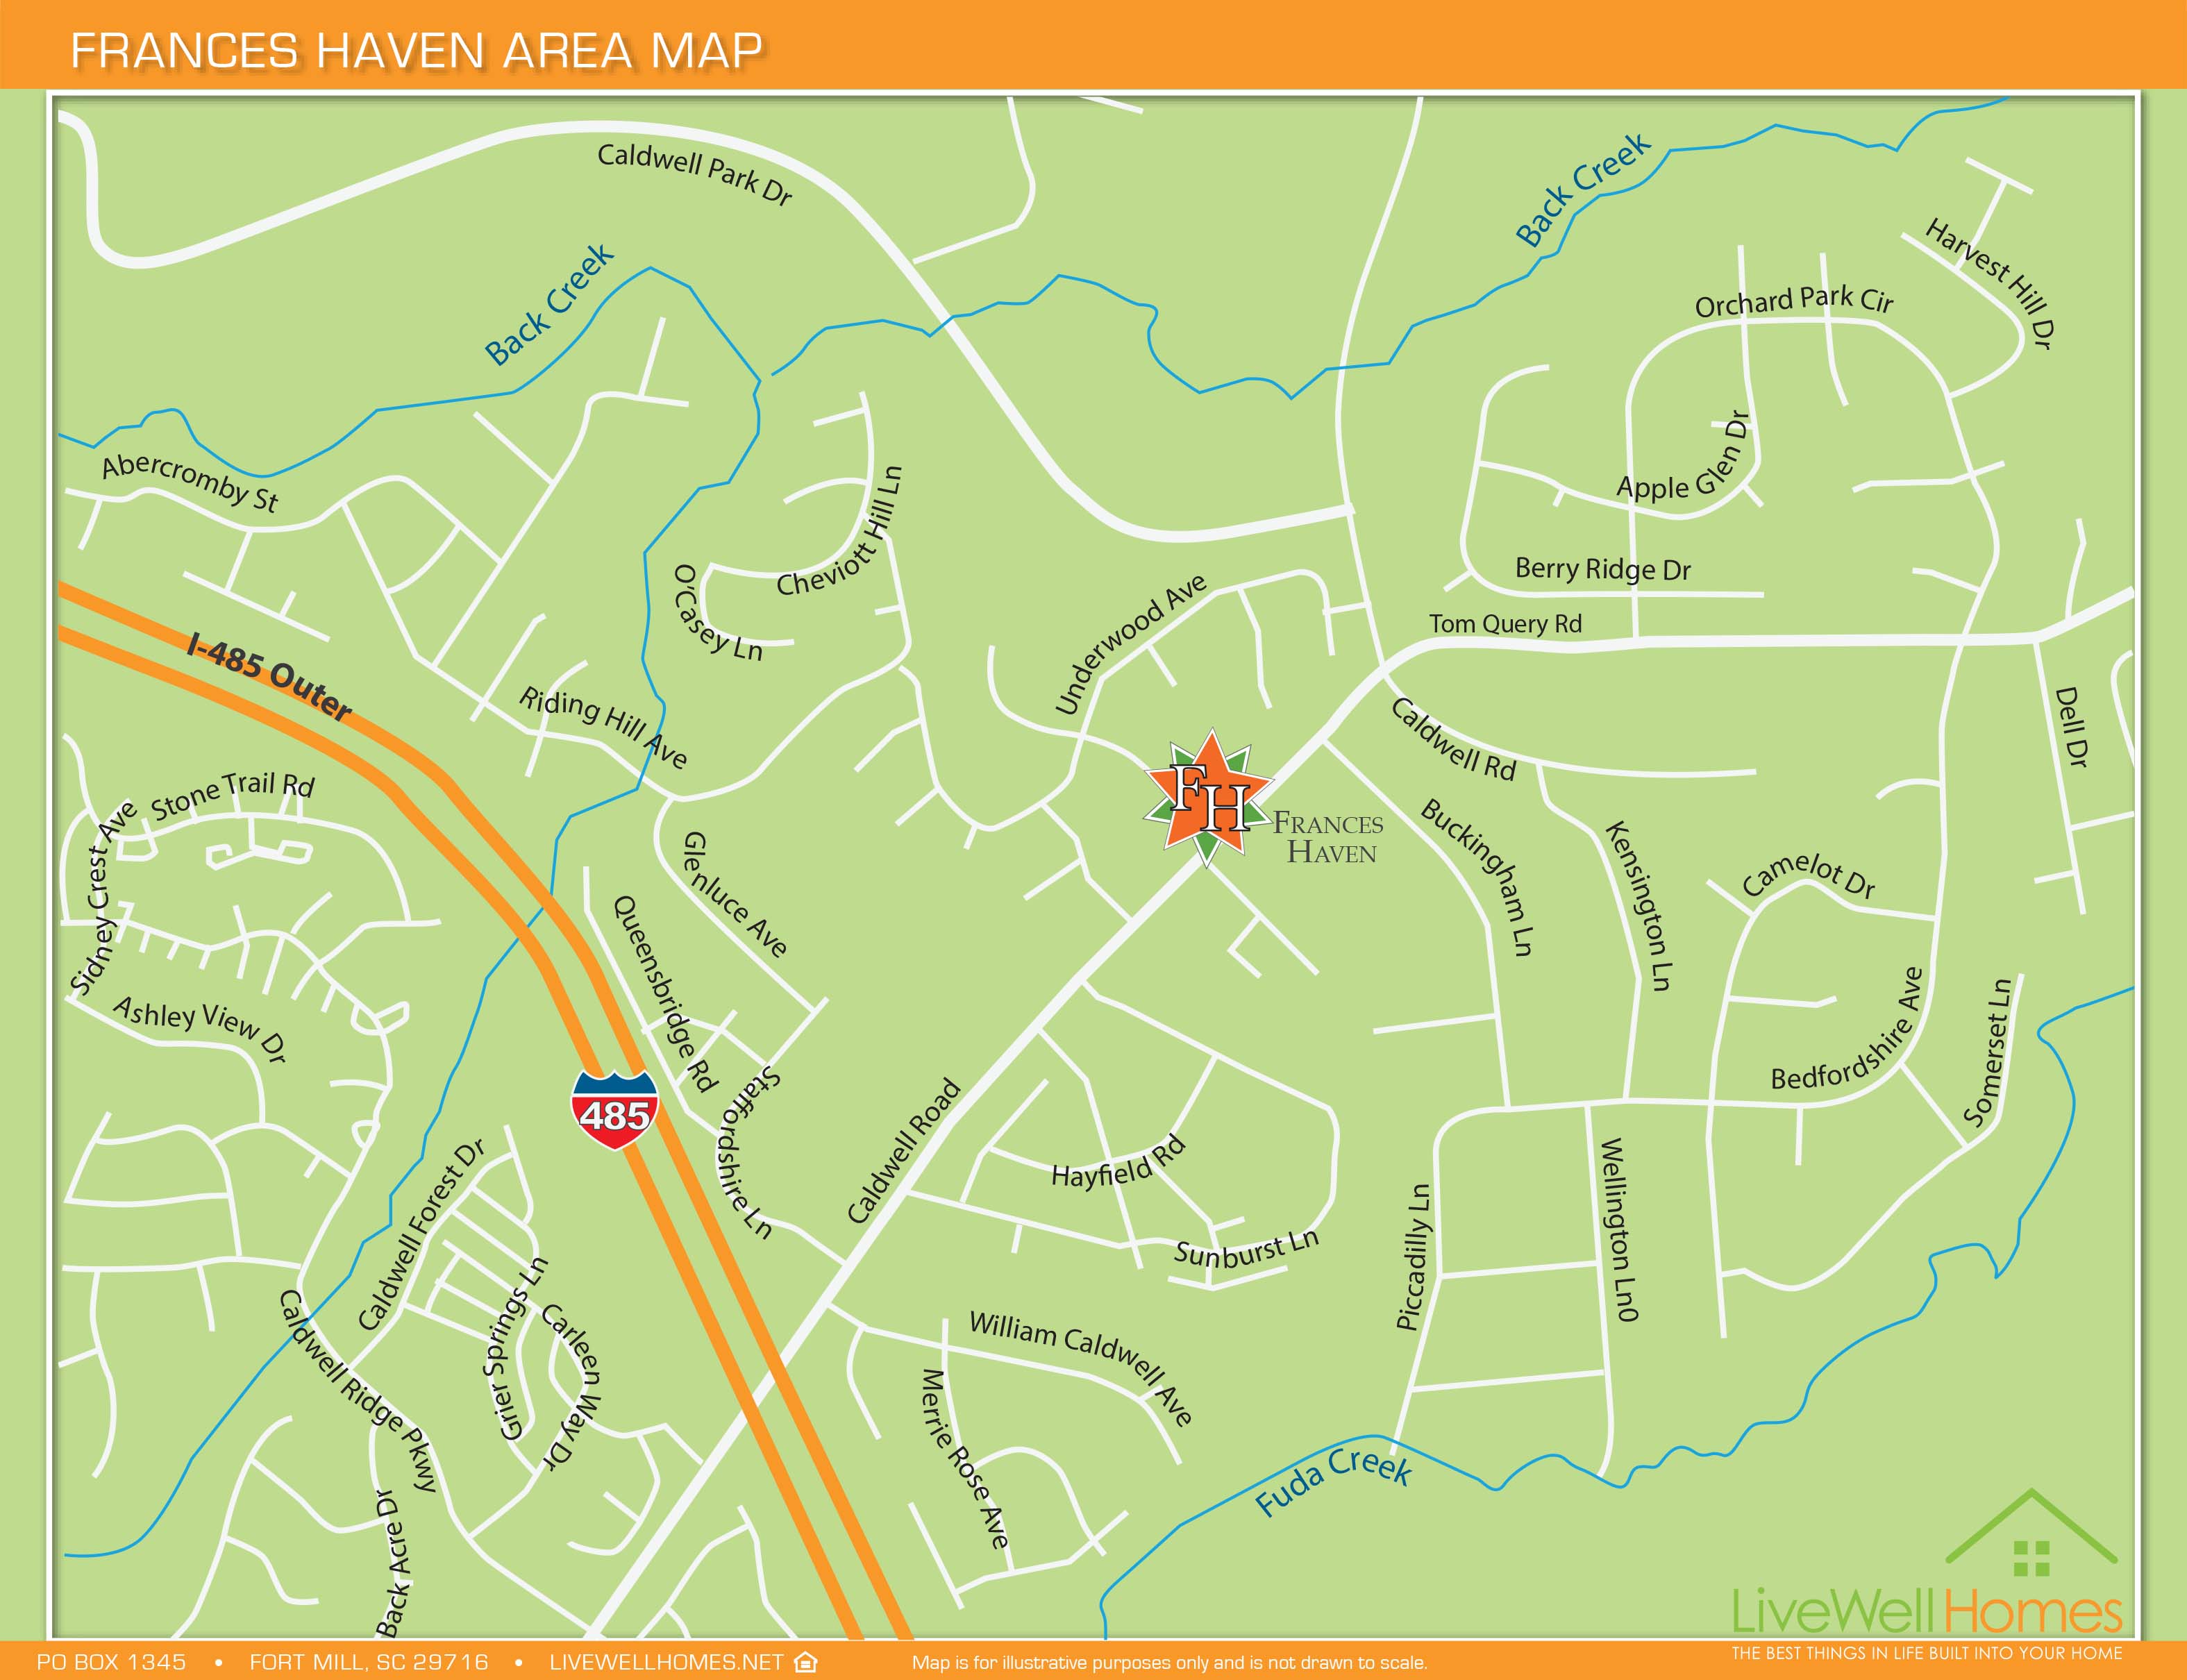 FRANCES HAVEN AREA MAP
Caldwell Park Dr
Back Creek
Back Creek
Harvest Hill Dr
Orchard Park Cir
Abercromby St
Apple Glen Dr
Cheviott Hill Ln
O'Casey Ln
Berry Ridge Dr
Tom Query Rd
Underwood Ave
I-485 Outer
Riding Hill Ave
Caldwell Rd
Dell Dr
Stone Trail Rd
Sidney Crest Ave
FH
FRANCES
HAVEN
Buckingham Ln
Kensington Ln
Camelot Dr
Glenluce Ave
Queensbridge Rd
Ashley View Dr
Bedfordshire Ave
Somerset Ln
485
Staffordshire Ln
Caldwell Road
Hayfield Rd
Sunburst Ln
Caldwell Forest Dr
Piccadilly Ln
Wellington Ln0
Grier Springs Ln
Carleen Way Dr
Caldwell Ridge Pkwy
William Caldwell Ave
Merrie Rose Ave
Back Acre Dr
Fuda Creek
LiveWellHomes
THE BEST THINGS IN LIFE BUILT INTO YOUR HOME
PO BOX 1345 • FORT MILL, SC 29716 • LIVEWELLHOMES.NET
Map is for illustrative purposes only and is not drawn to scale.